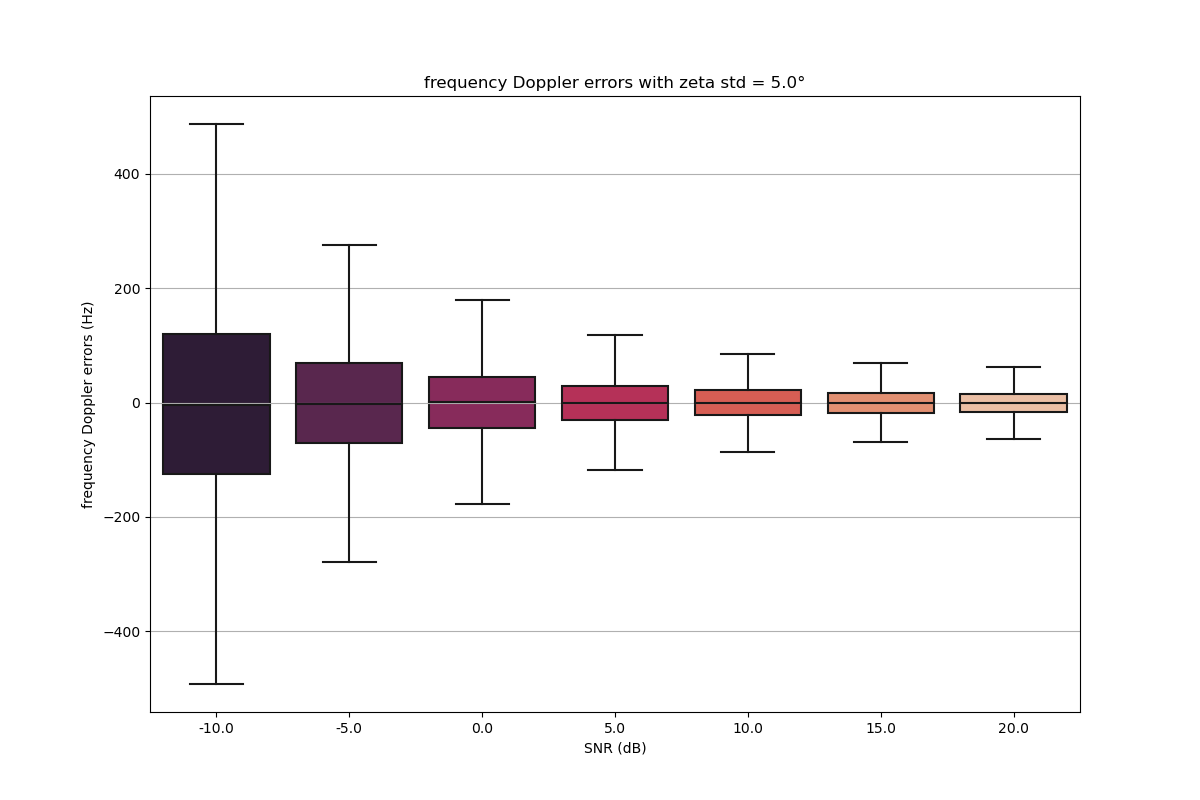 frequency Doppler errors with zeta std = 5.0°
frequency Doppler errors (Hz)
400
200
0
−200
−400
-10.0 -5.0 0.0 5.0 10.0 15.0 20.0
SNR (dB)